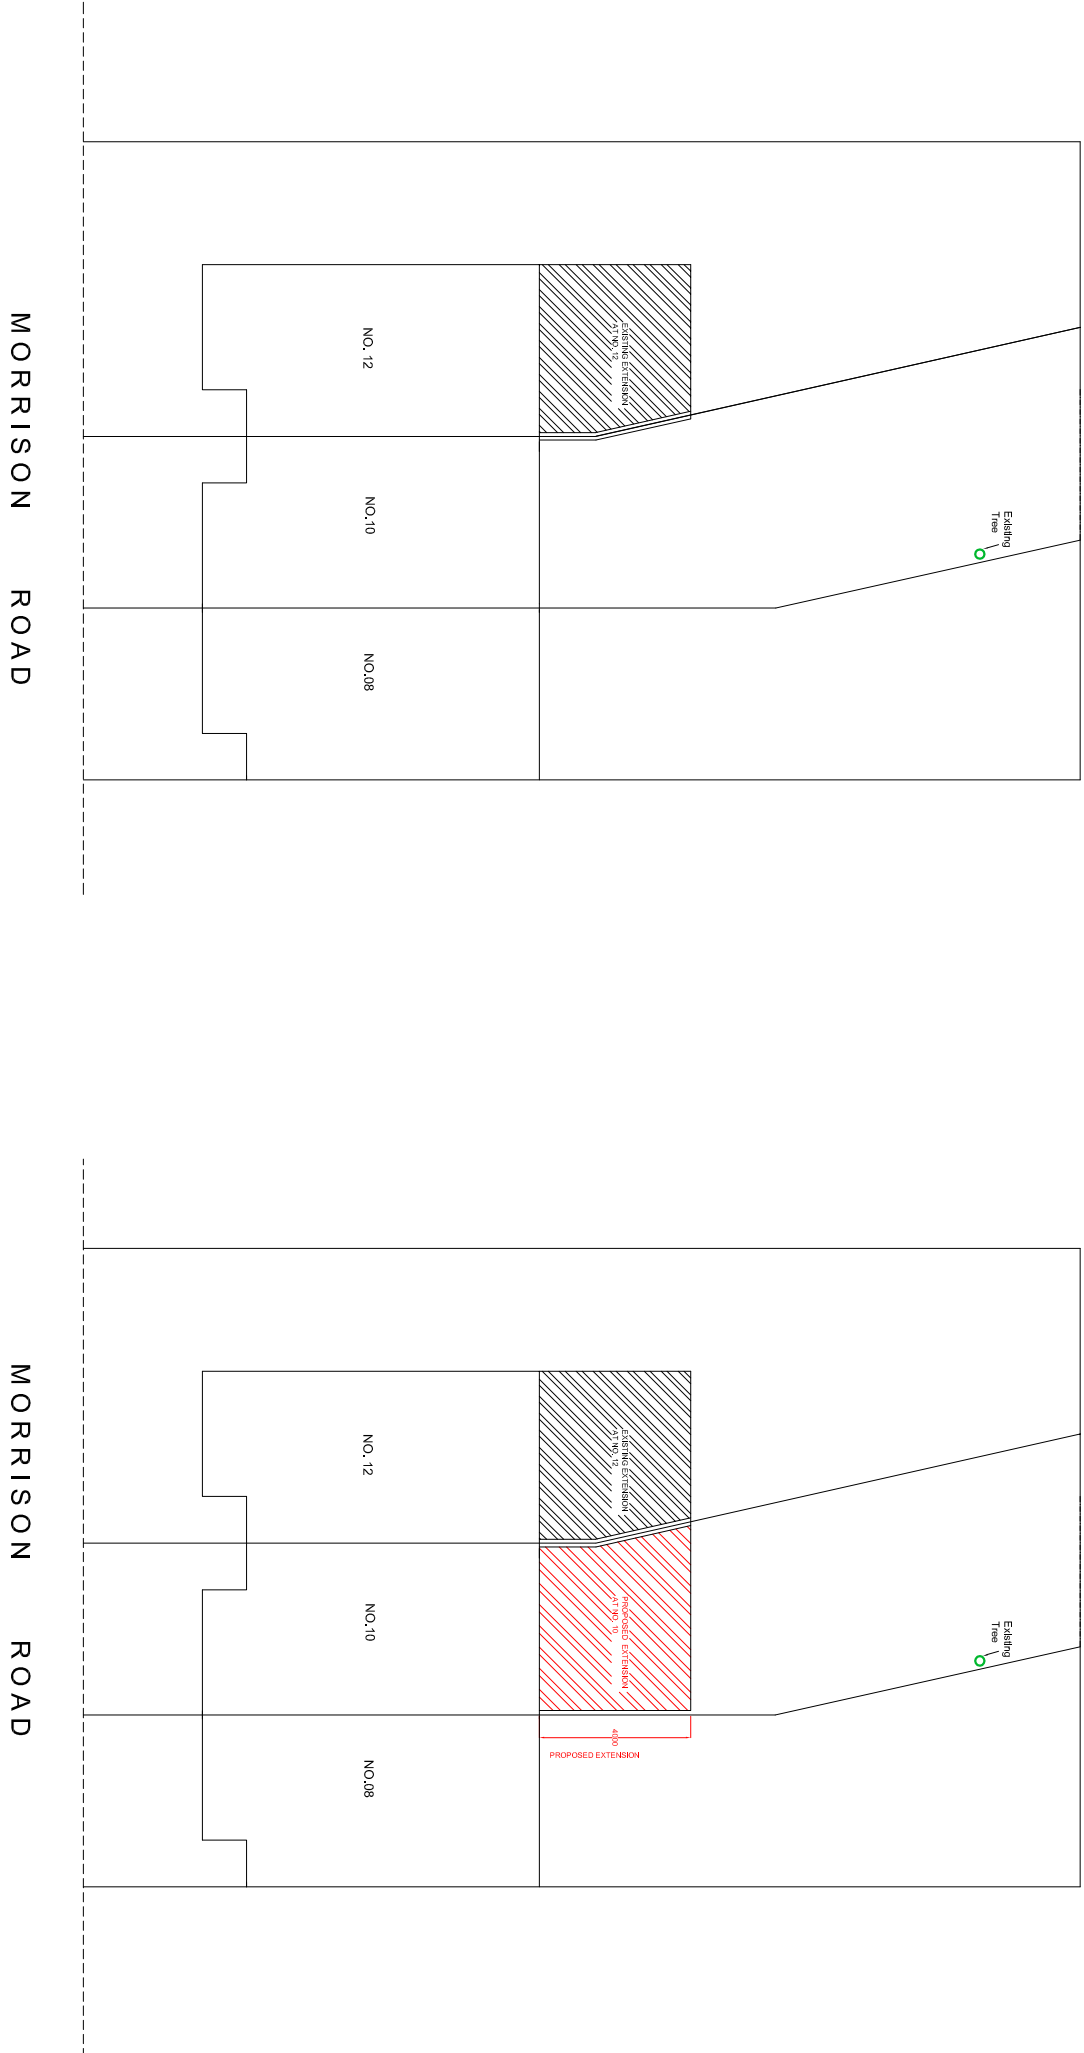 EXISTING EXTENSION
AT NO. 12
NO. 12
NO.10
NO.08
Existing
Tree
MORRISON ROAD
EXISTING EXTENSION
AT NO. 12
PROPOSED EXTENSION
AT NO. 10
NO. 12
NO.10
NO.08
Existing
Tree
4000
PROPOSED EXTENSION
MORRISON ROAD